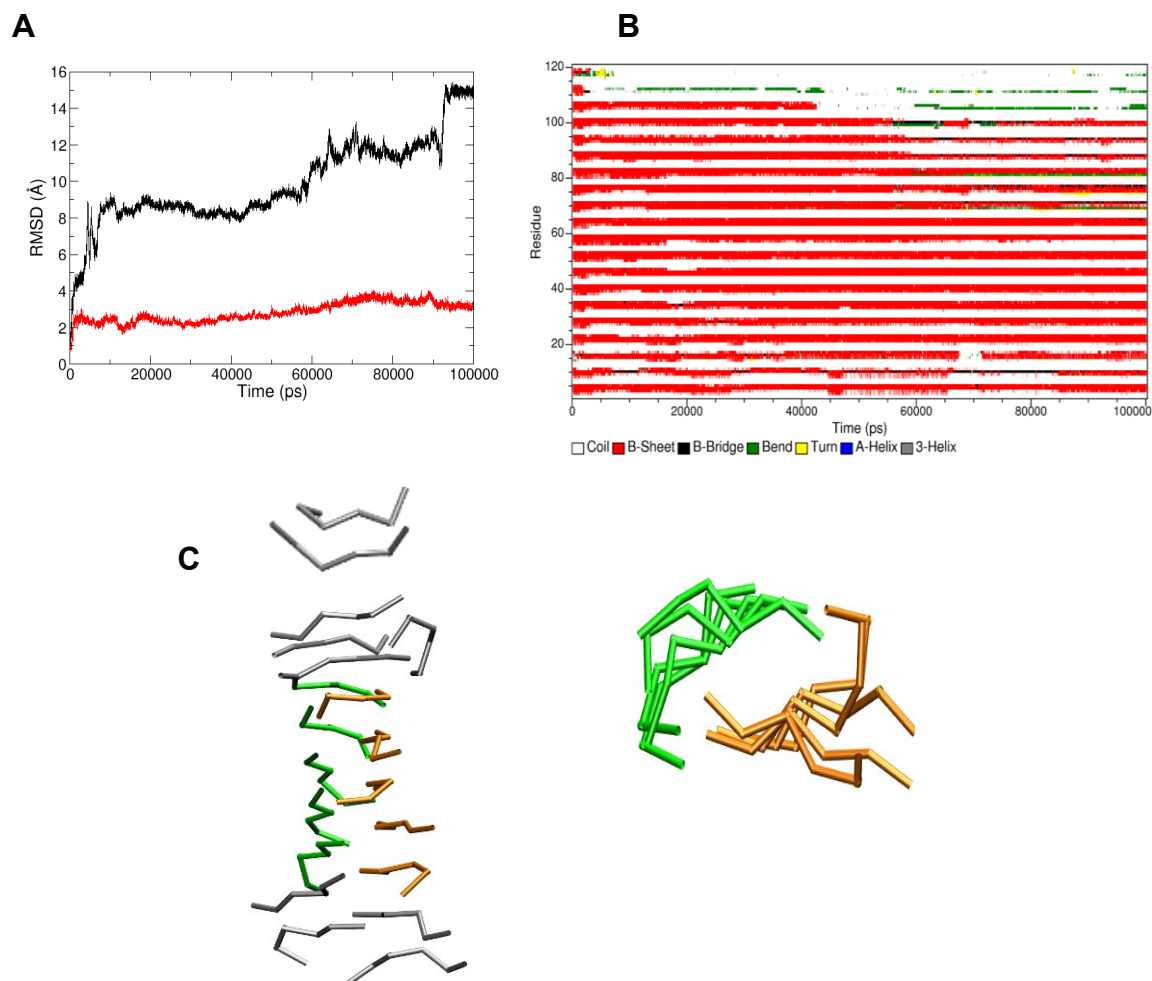 A
B
16
14
12
10
8
6
4
2
0
RMSD (Å)
0 20000 40000 60000 80000 100000
Time (ps)
120
100
80
60
40
20
Residue
0 20000 40000 60000 80000 100000
Time (ps)
Coil B-Sheet B-Bridge Bend Turn A-Helix 3-Helix
C